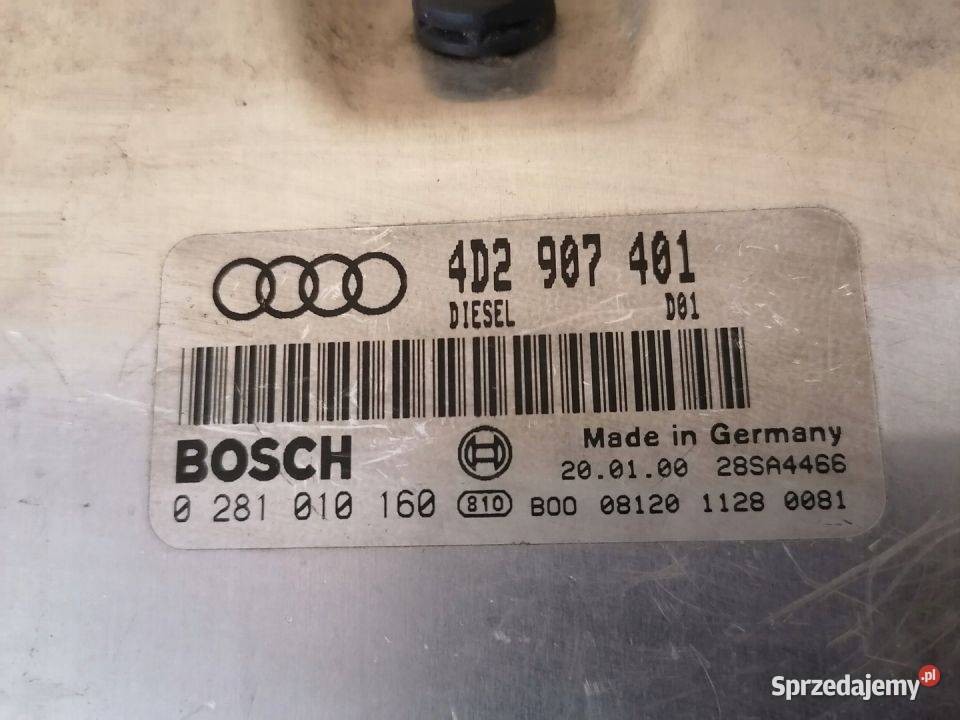 4D2 907 401
DIESEL D01
BOSCH
Made in Germany
20.01.00 28SA4466
0 281 010 160 810 B00 08120 1128 0081
Sprzedajemy.pl